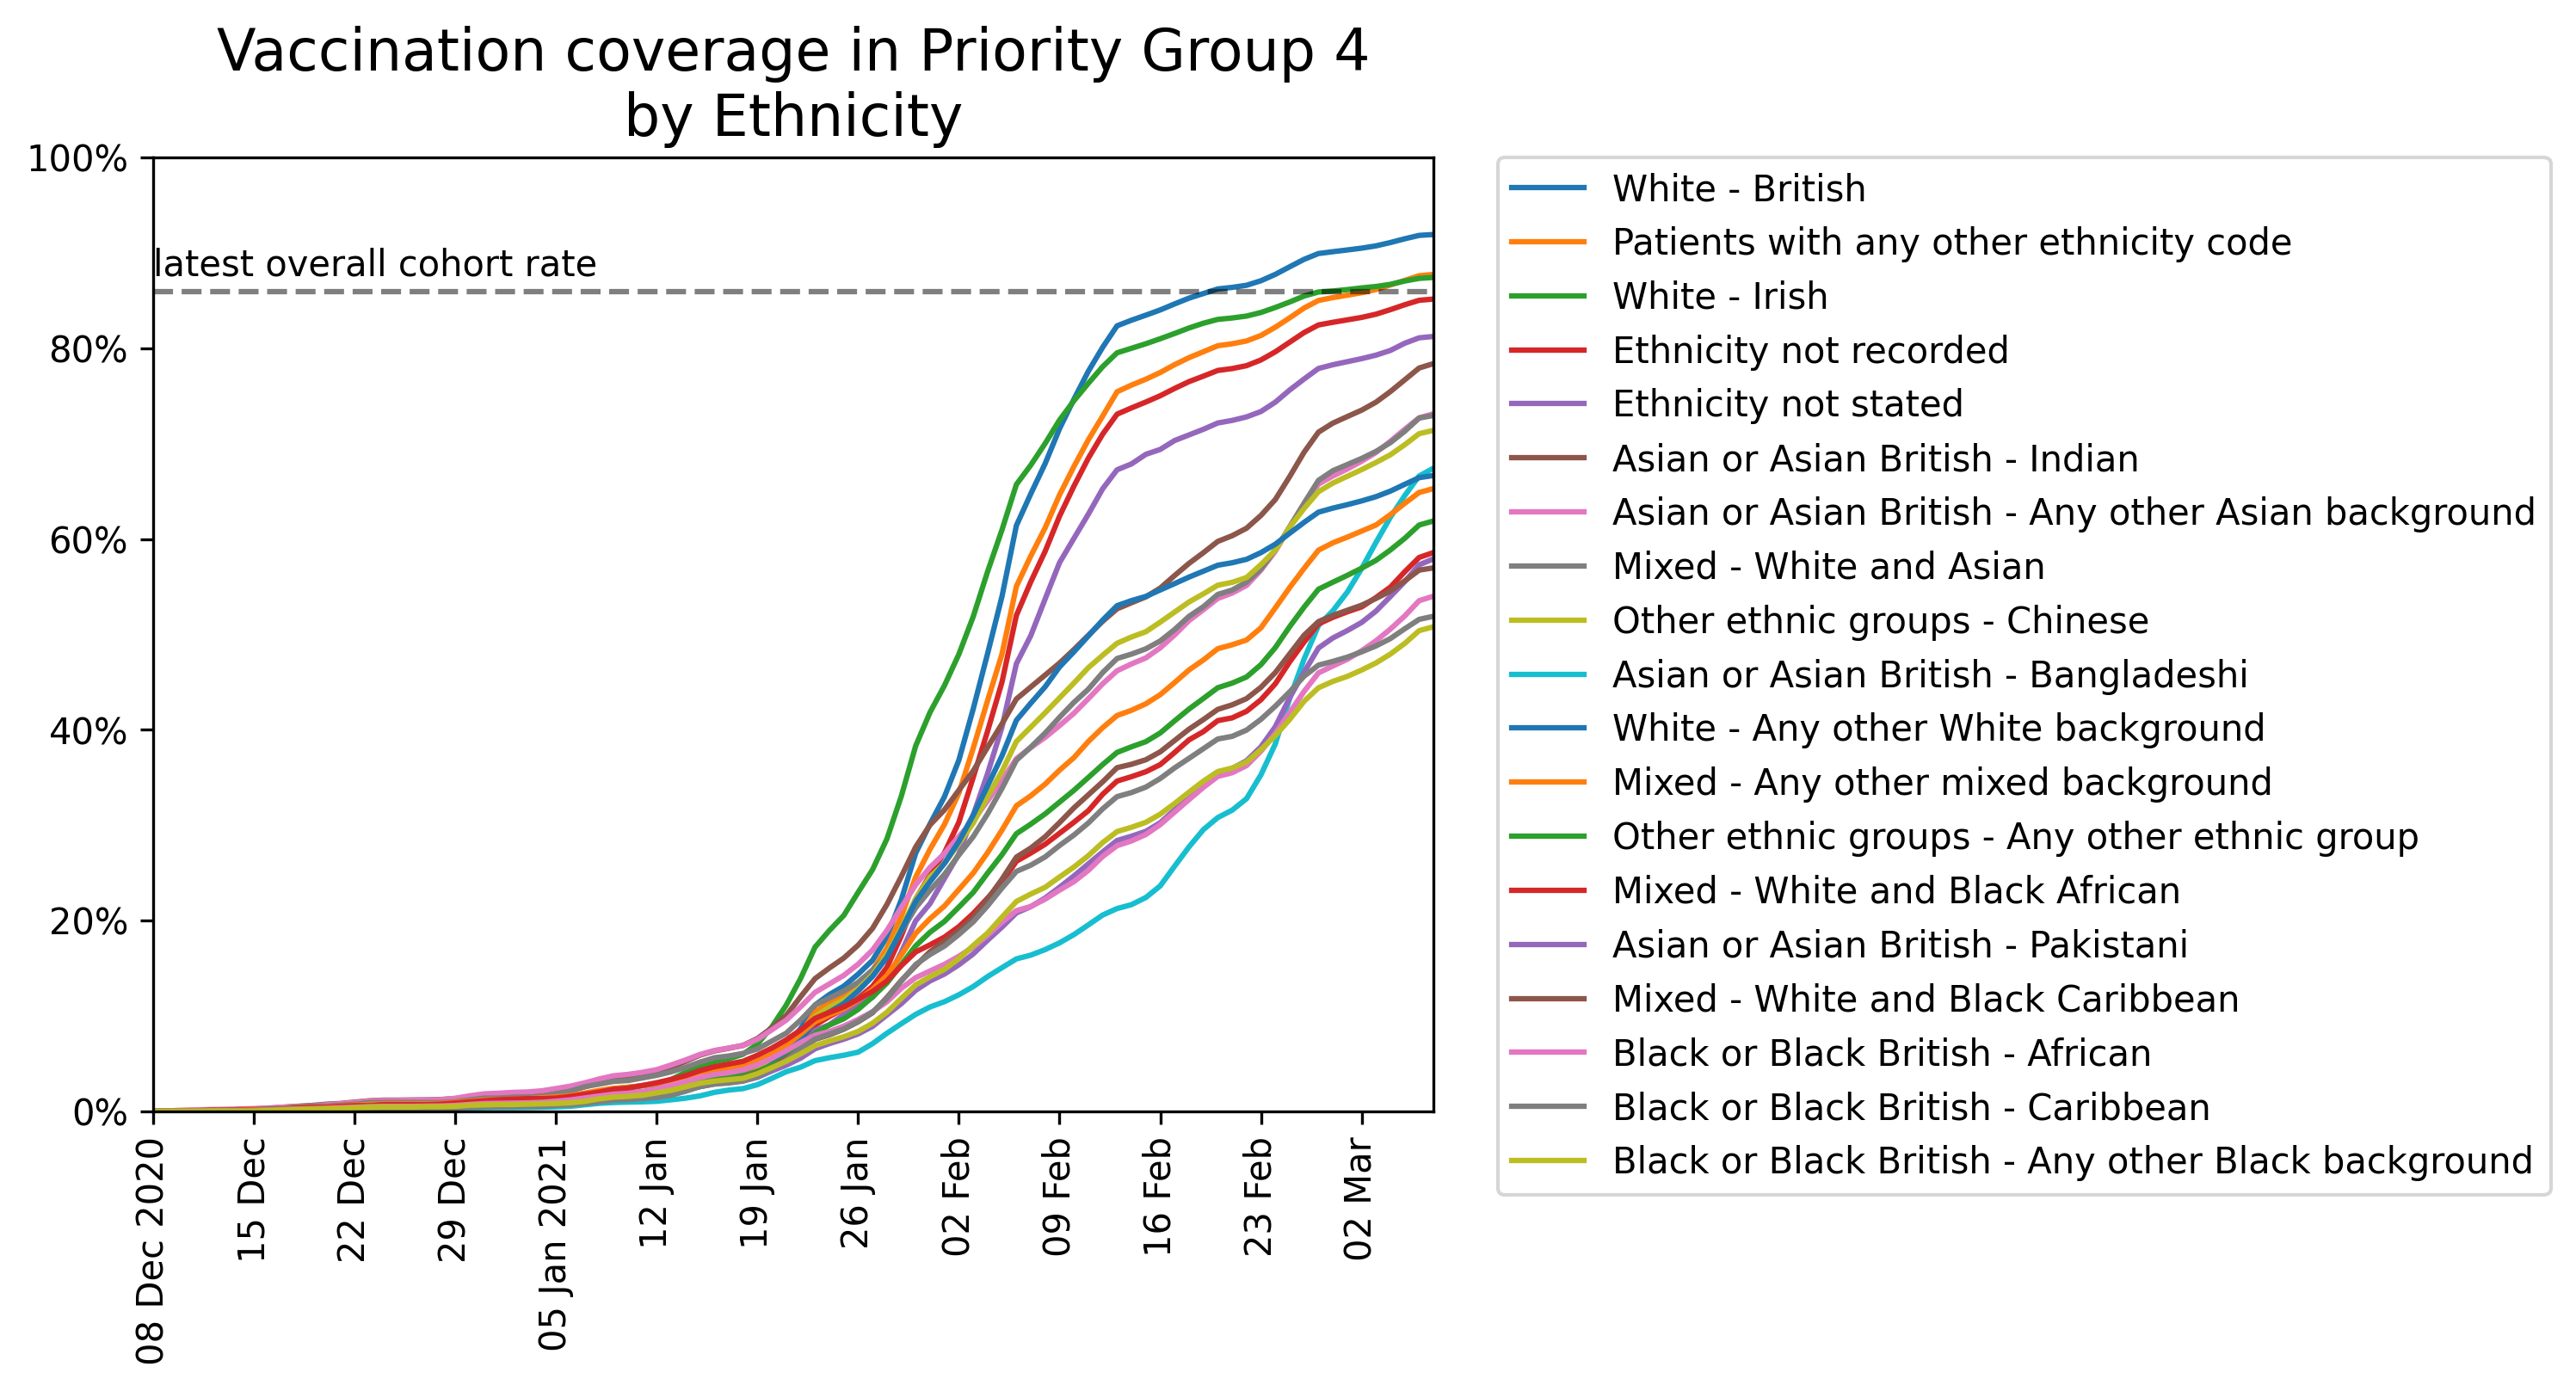 Vaccination coverage in Priority Group 4
by Ethnicity
100%
80%
60%
40%
20%
0%
latest overall cohort rate
08 Dec 2020
15 Dec
22 Dec
29 Dec
05 Jan 2021
12 Jan
19 Jan
26 Jan
02 Feb
09 Feb
16 Feb
23 Feb
02 Mar
White - British
Patients with any other ethnicity code
White - Irish
Ethnicity not recorded
Ethnicity not stated
Asian or Asian British - Indian
Asian or Asian British - Any other Asian background
Mixed - White and Asian
Other ethnic groups - Chinese
Asian or Asian British - Bangladeshi
White - Any other White background
Mixed - Any other mixed background
Other ethnic groups - Any other ethnic group
Mixed - White and Black African
Asian or Asian British - Pakistani
Mixed - White and Black Caribbean
Black or Black British - African
Black or Black British - Caribbean
Black or Black British - Any other Black background